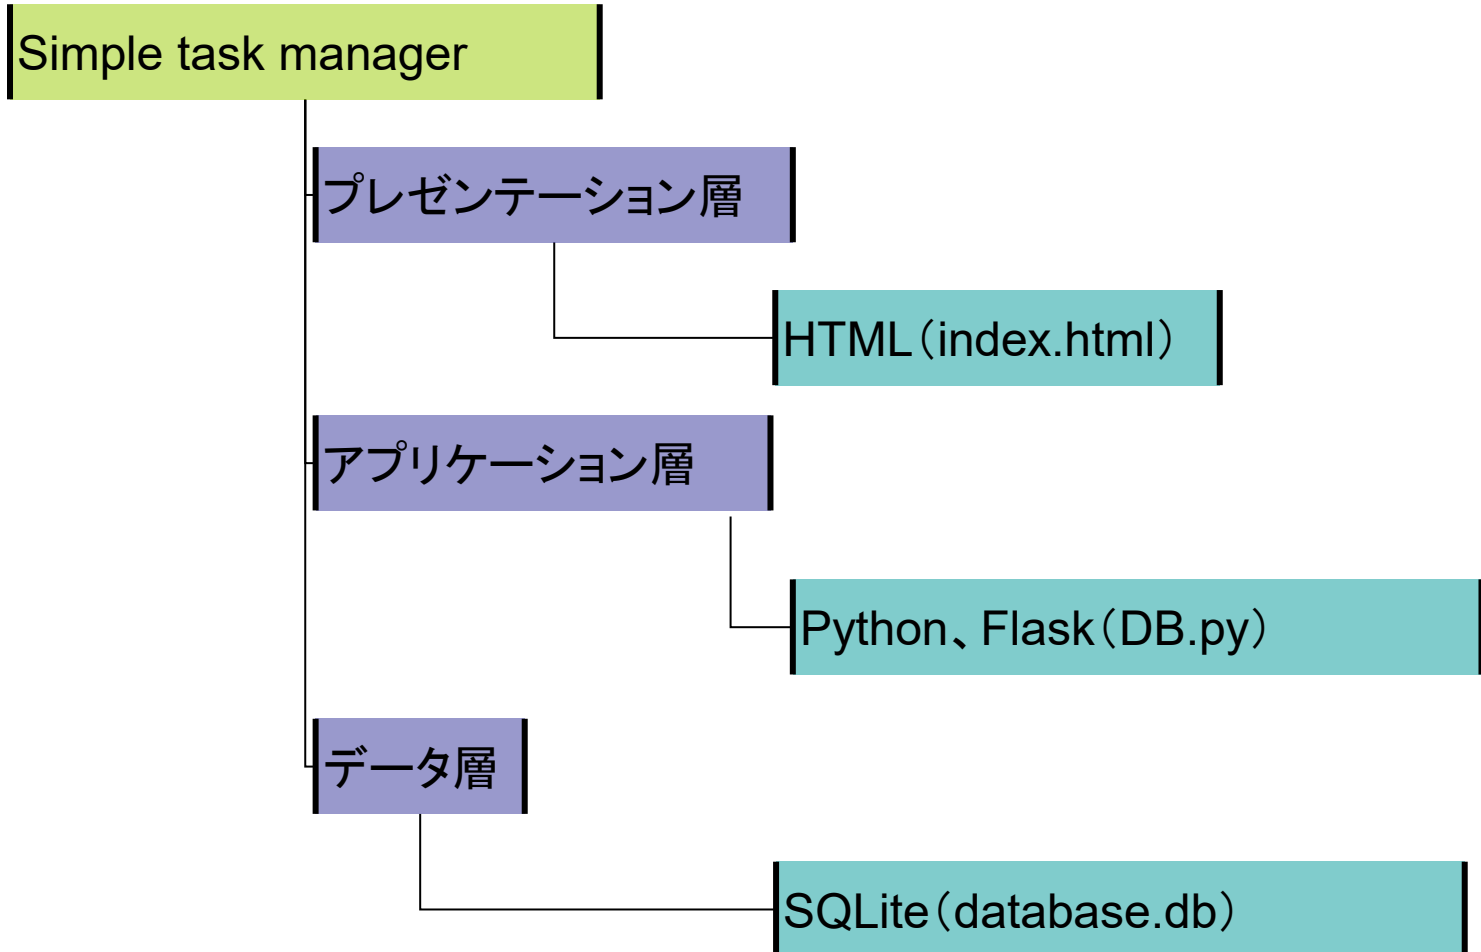 Simple task manager
プレゼンテーション層
HTML（index.html）
アプリケーション層
Python、Flask（DB.py）
データ層
SQLite（database.db）